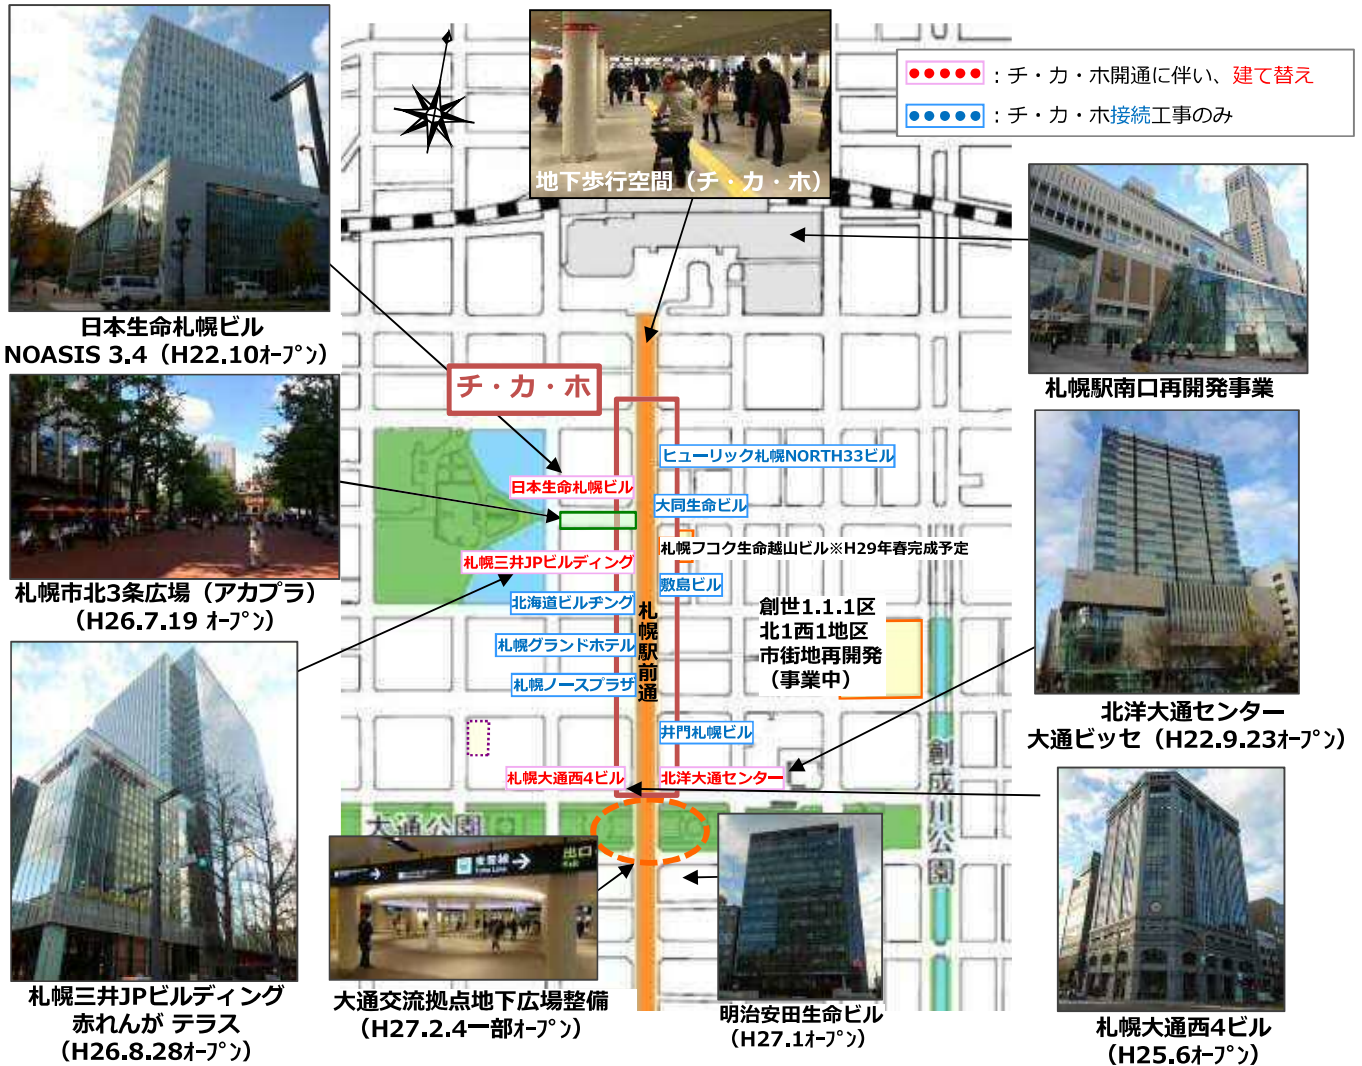 ●●●●●：チ・カ・ホ開通に伴い、建て替え
●●●●●：チ・カ・ホ接続工事のみ
地下歩行空間（チ・カ・ホ）
日本生命札幌ビル
NOASIS 3.4（H22.10ｵｰﾌﾟﾝ）
札幌駅南口再開発事業
チ・カ・ホ
ヒューリック札幌NORTH33ビル
日本生命札幌ビル
大同生命ビル
札幌フコク生命越山ビル※H29年春完成予定
札幌三井JPビルディング
敷島ビル
北海道ビルヂング
札幌グランドホテル
札幌ノースプラザ
札幌駅前通
創世1.1.1区
北1西1地区
市街地再開発
（事業中）
井門札幌ビル
札幌大通西4ビル
北洋大通センター
大通公園
創成川公園
札幌市北3条広場（アカプラ）
（H26.7.19 ｵｰﾌﾟﾝ）
北洋大通センター
大通ビッセ（H22.9.23ｵｰﾌﾟﾝ）
東豊線
出口
札幌三井JPビルディング
赤れんが テラス
（H26.8.28ｵｰﾌﾟﾝ）
大通交流拠点地下広場整備
（H27.2.4一部ｵｰﾌﾟﾝ）
明治安田生命ビル
（H27.1ｵｰﾌﾟﾝ）
札幌大通西4ビル
（H25.6ｵｰﾌﾟﾝ）